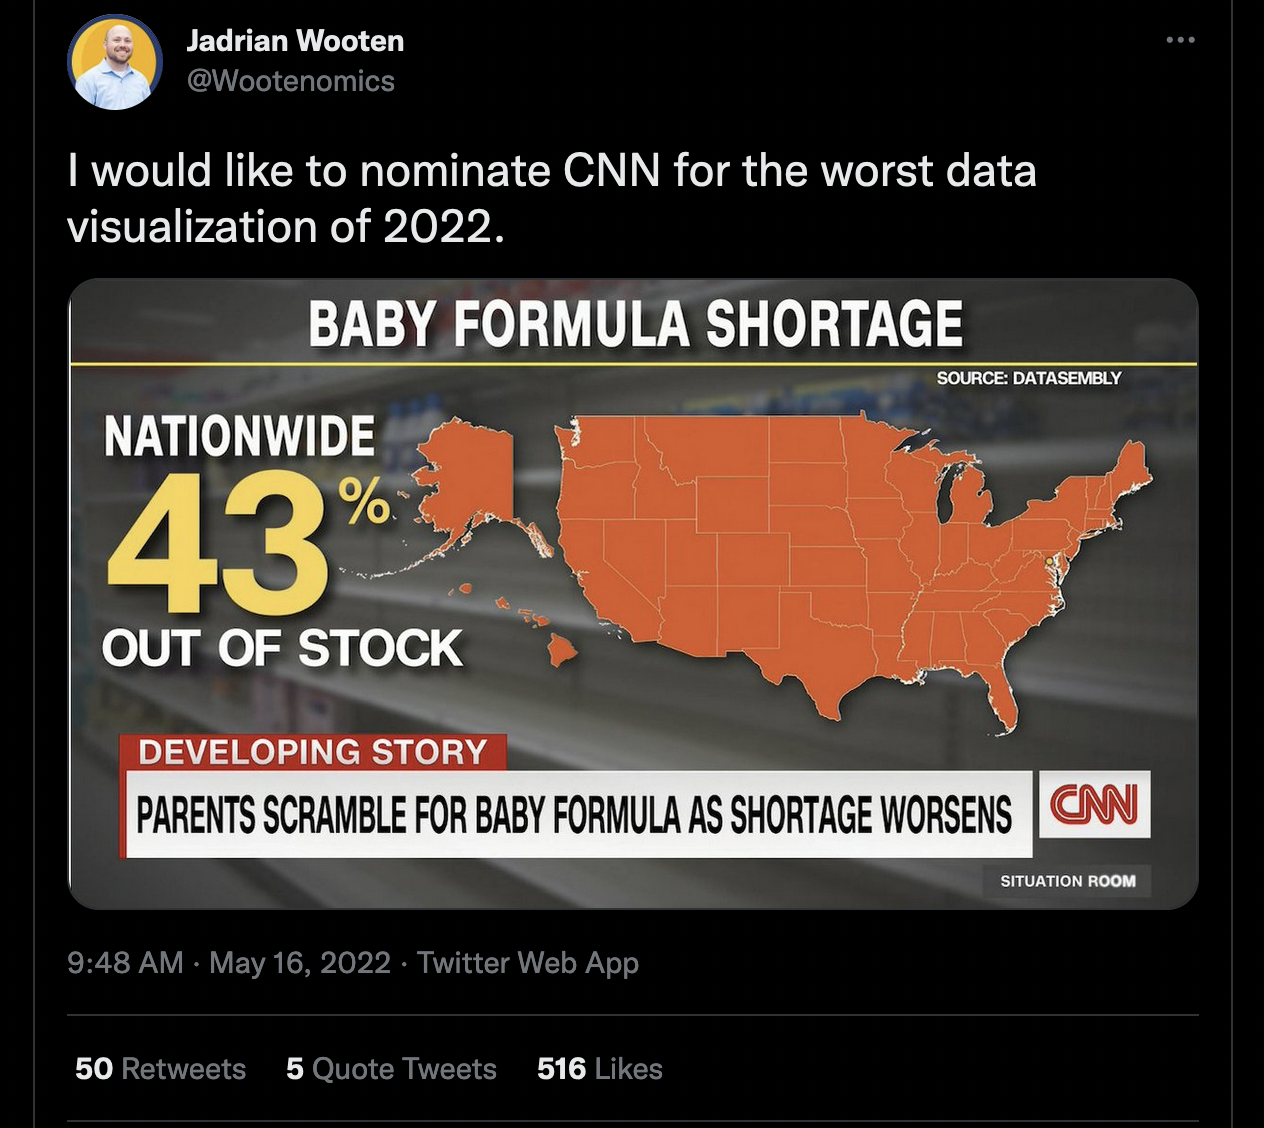 Jadrian Wooten
@Wootenomics
I would like to nominate CNN for the worst data
visualization of 2022.
BABY FORMULA SHORTAGE
SOURCE: DATASEMBLY
NATIONWIDE
43%
OUT OF STOCK
DEVELOPING STORY
PARENTS SCRAMBLE FOR BABY FORMULA AS SHORTAGE WORSENS
CNN
SITUATION ROOM
9:48 AM · May 16, 2022 · Twitter Web App
50 Retweets 5 Quote Tweets 516 Likes